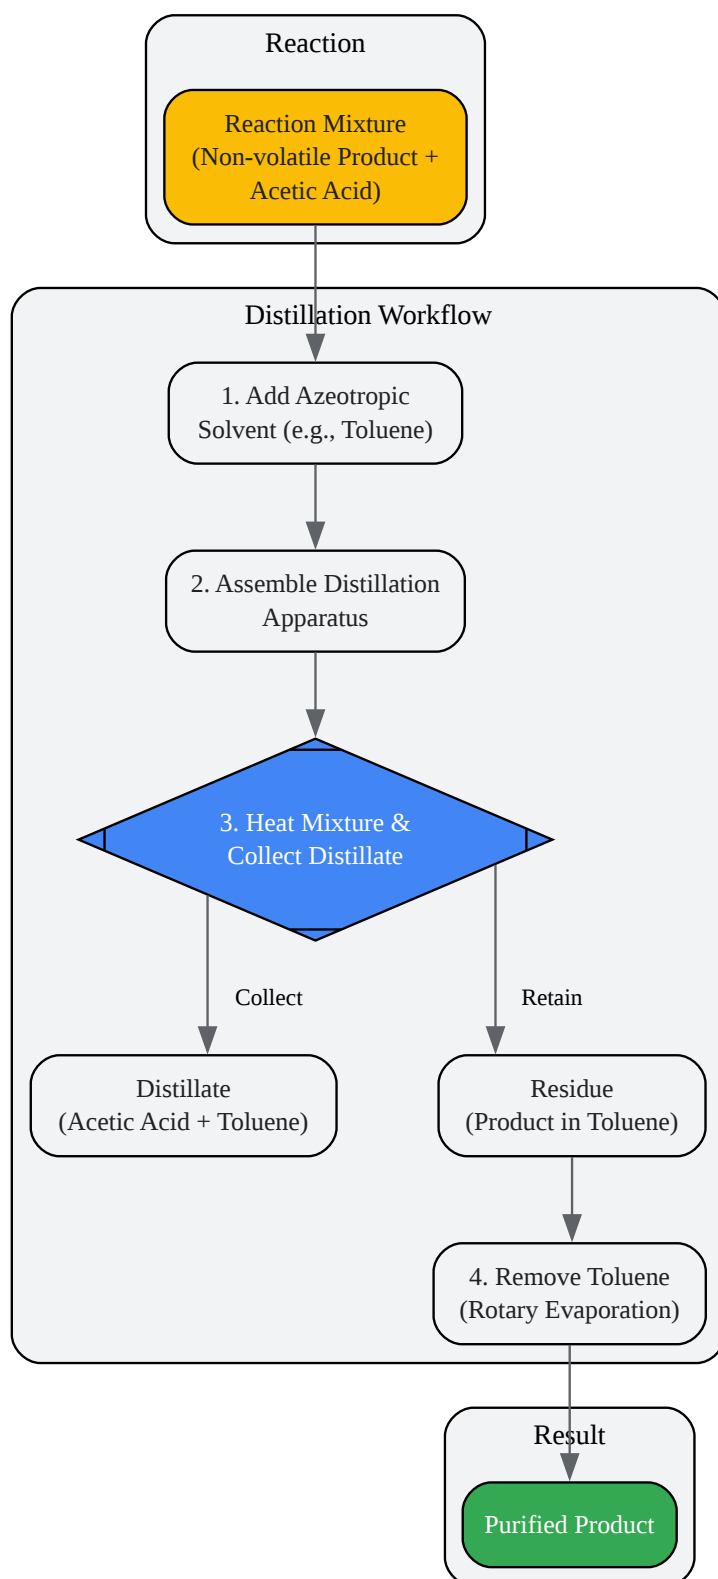 Reaction
Reaction Mixture
(Non-volatile Product +
Acetic Acid)
Distillation Workflow
1. Add Azeotropic
Solvent (e.g., Toluene)
2. Assemble Distillation
Apparatus
3. Heat Mixture &
Collect Distillate
Collect
Retain
Distillate
(Acetic Acid + Toluene)
Residue
(Product in Toluene)
4. Remove Toluene
(Rotary Evaporation)
Result
Purified Product